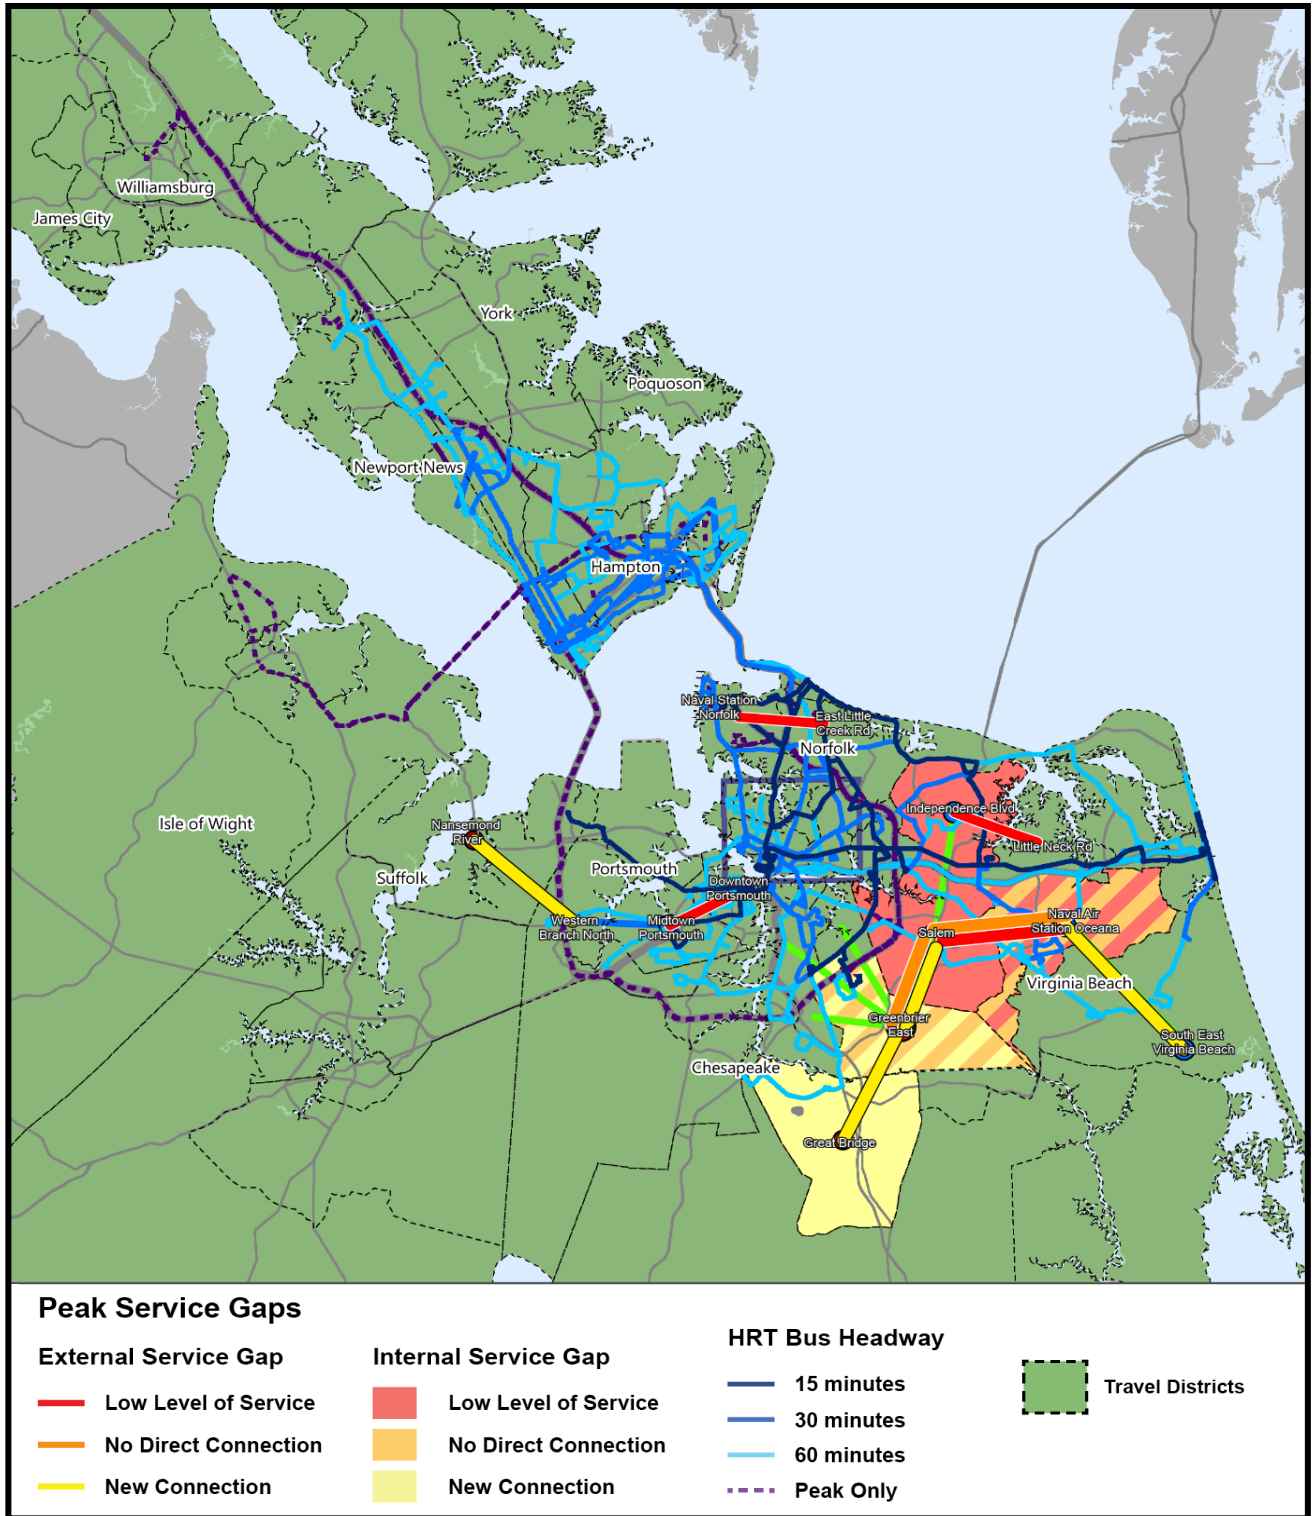 Williamsburg
James City
York
Poquoson
Newport News
Hampton
Naval Station
Norfolk
East Little
Creek Rd
Norfolk
Independence Blvd
Little Neck Rd
Isle of Wight
Nansemond
River
Suffolk
Portsmouth
Downtown
Portsmouth
Western
Branch North
Midtown
Portsmouth
Salem
Naval Air
Station Oceana
Virginia Beach
Greenbrier
East
South East
Virginia Beach
Chesapeake
Great Bridge
Peak Service Gaps
External Service Gap
Low Level of Service
No Direct Connection
New Connection
Internal Service Gap
Low Level of Service
No Direct Connection
New Connection
HRT Bus Headway
15 minutes
30 minutes
60 minutes
Peak Only
Travel Districts